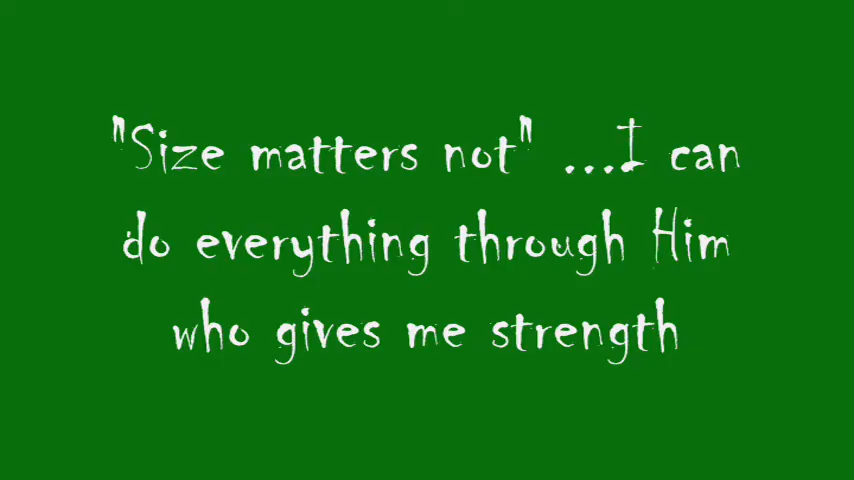 "Size matters not" ...I can
do everything through Him
who gives me strength